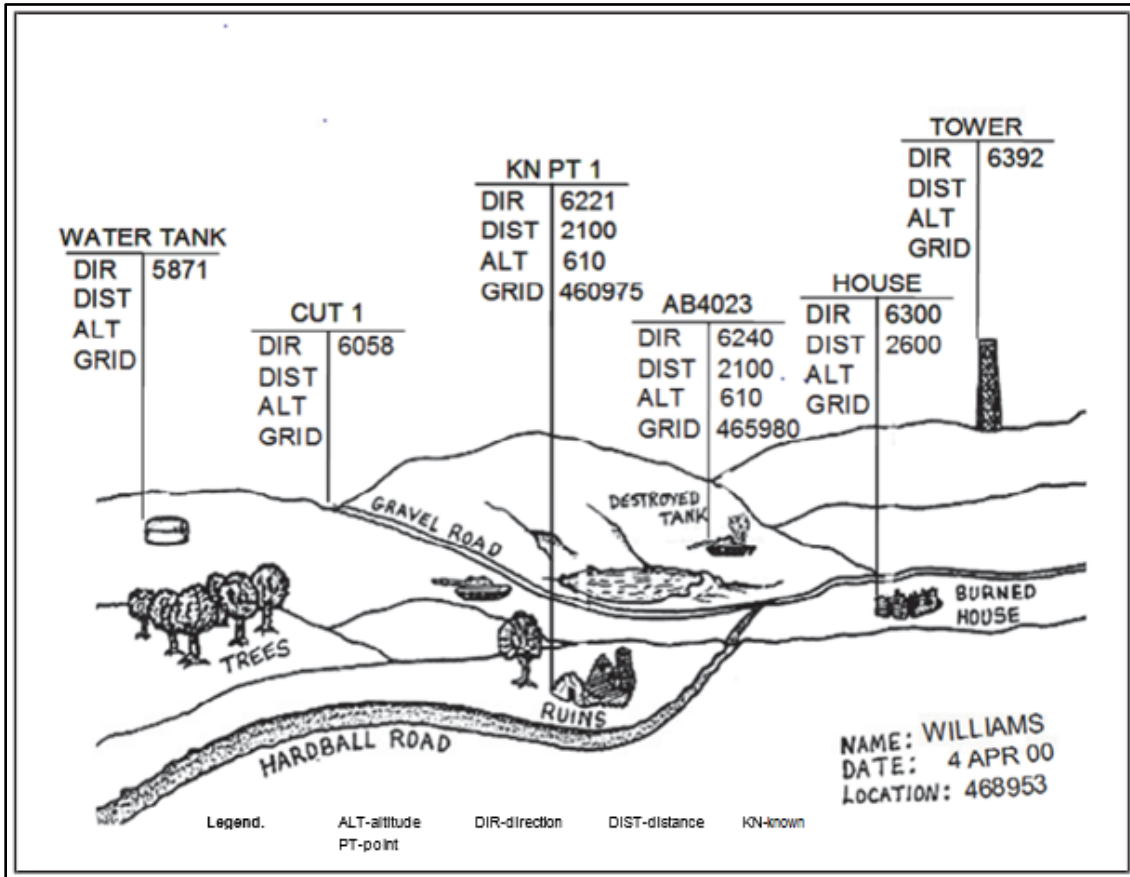 TOWER
DIR 6392
DIST
ALT
GRID
KN PT 1
DIR 6221
DIST 2100
ALT 610
GRID 460975
WATER TANK
DIR 5871
DIST
ALT
GRID
CUT 1
DIR 6058
DIST
ALT
GRID
AB4023
DIR 6240
DIST 2100
ALT 610
GRID 465980
HOUSE
DIR 6300
DIST 2600
ALT
GRID
GRAVEL ROAD
DESTROYED
TANK
BURNED
HOUSE
TREES
RUINS
HARDBALL ROAD
NAME: WILLIAMS
DATE: 4 APR 00
LOCATION: 468953
Legend. ALT-altitude DIR-direction DIST-distance KN-known
PT-point